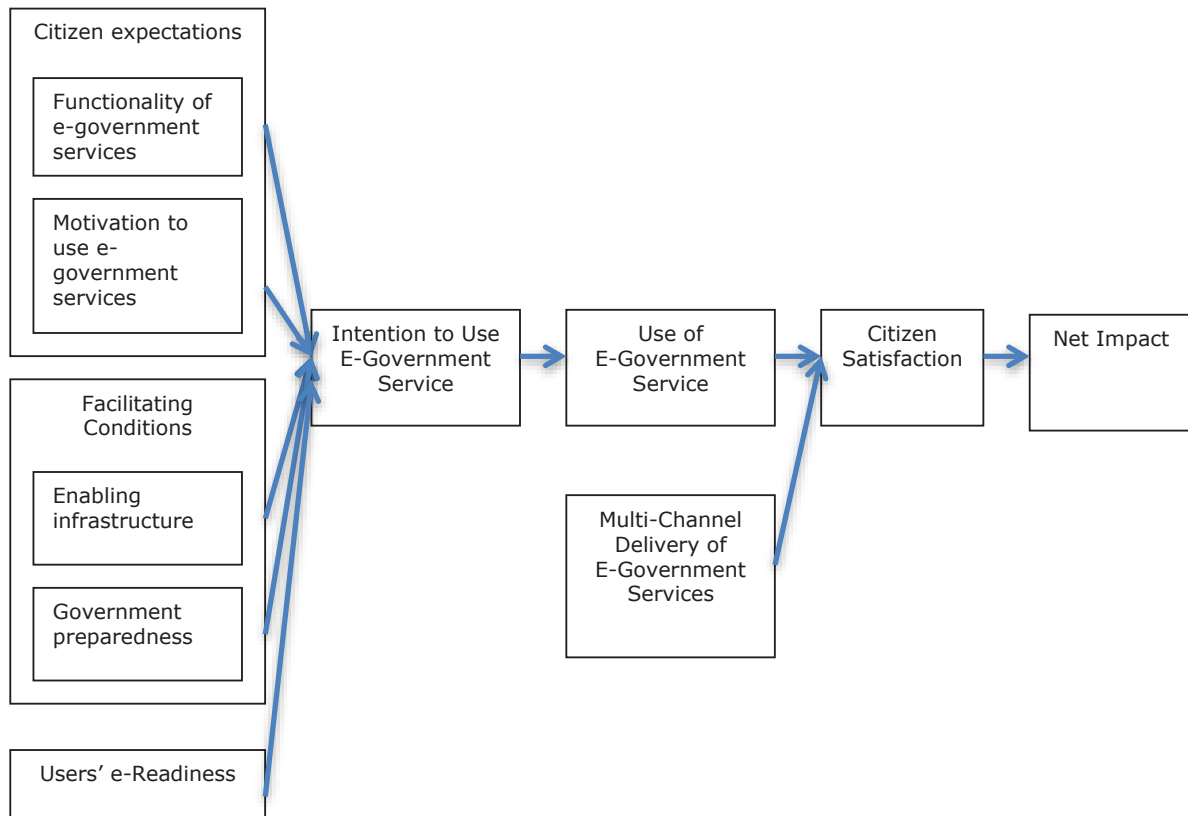 Citizen expectations
Functionality of
e-government
services
Motivation to
use e-
government
services
Facilitating
Conditions
Enabling
infrastructure
Government
preparedness
Users’ e-Readiness
Intention to Use
E-Government
Service
Use of
E-Government
Service
Multi-Channel
Delivery of
E-Government
Services
Citizen
Satisfaction
Net Impact